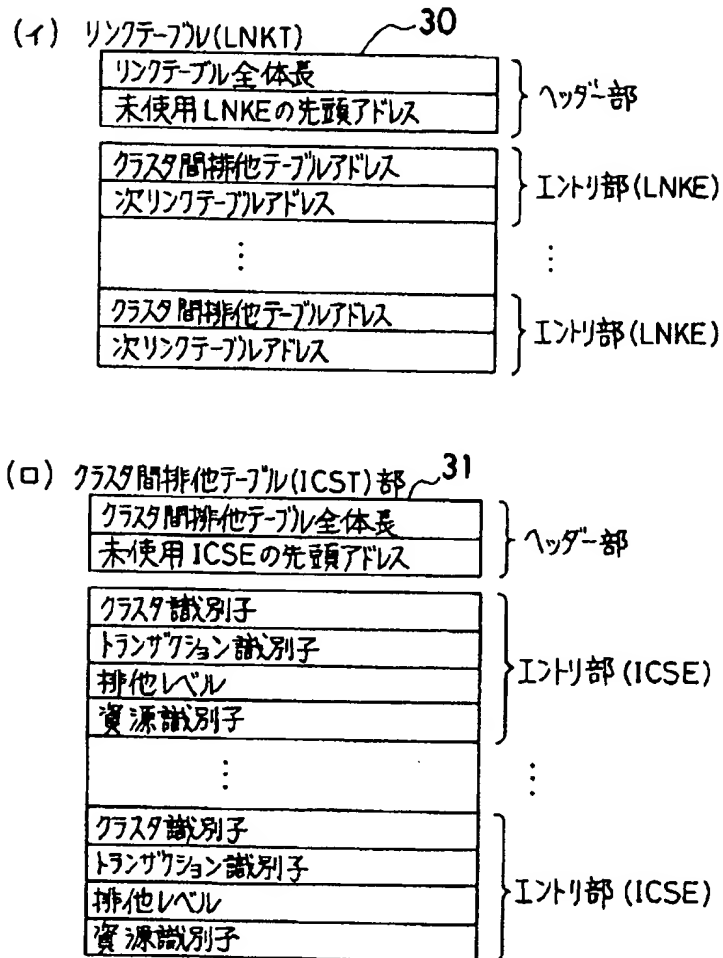 (イ) リンクテーブル(LNKT) 30
リンクテーブル全体長
未使用LNKEの先頭アドレス
ヘッダー部
クラスタ間排他テーブルアドレス
次リンクテーブルアドレス
エントリ部(LNKE)
⋮ ⋮
クラスタ間排他テーブルアドレス
次リンクテーブルアドレス
エントリ部(LNKE)
(ロ) クラスタ間排他テーブル(ICST)部 31
クラスタ間排他テーブル全体長
未使用ICSEの先頭アドレス
ヘッダー部
クラスタ識別子
トランザクション識別子
排他レベル
資源識別子
エントリ部(ICSE)
⋮ ⋮
クラスタ識別子
トランザクション識別子
排他レベル
資源識別子
エントリ部(ICSE)